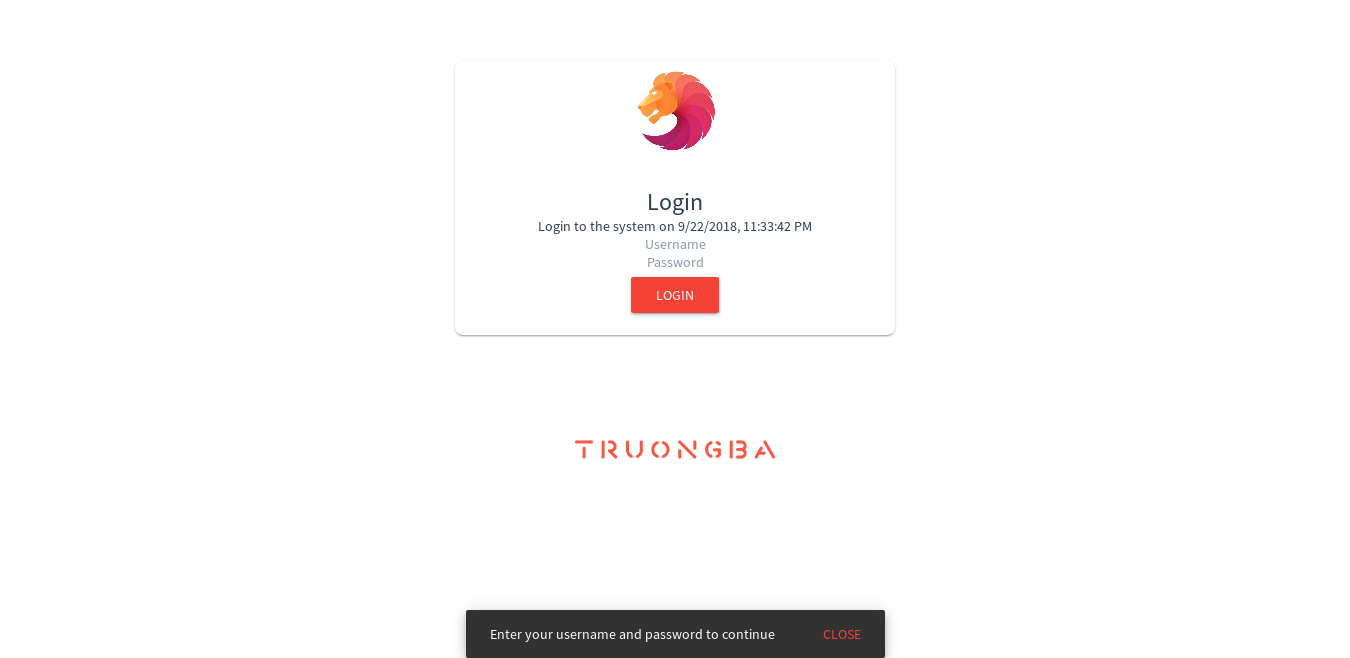 Login
Login to the system on 9/22/2018, 11:33:42 PM
Username
Password
LOGIN
TRUONGBA
Enter your username and password to continue CLOSE